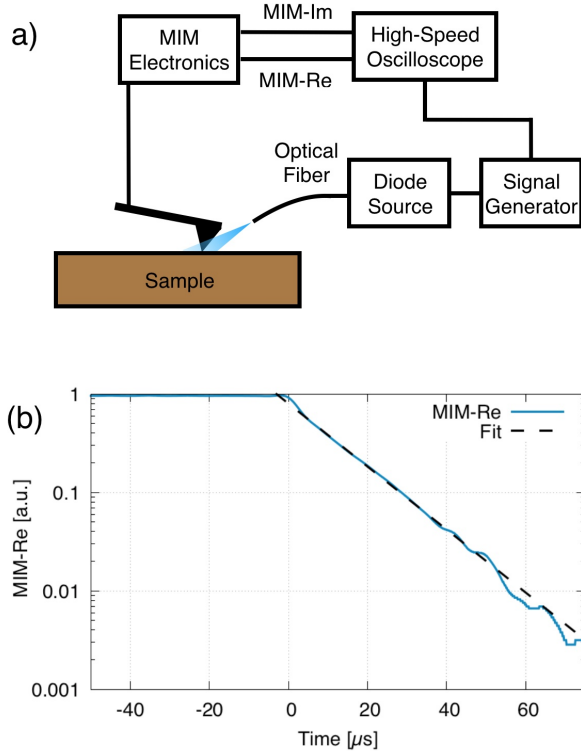 a)
MIM
Electronics
MIM-Im
MIM-Re
High-Speed
Oscilloscope
Optical
Fiber
Diode
Source
Signal
Generator
Sample
(b)
MIM-Re
Fit
MIM-Re [a.u.]
1
0.1
0.01
0.001
-40
-20
0
20
40
60
Time [µs]